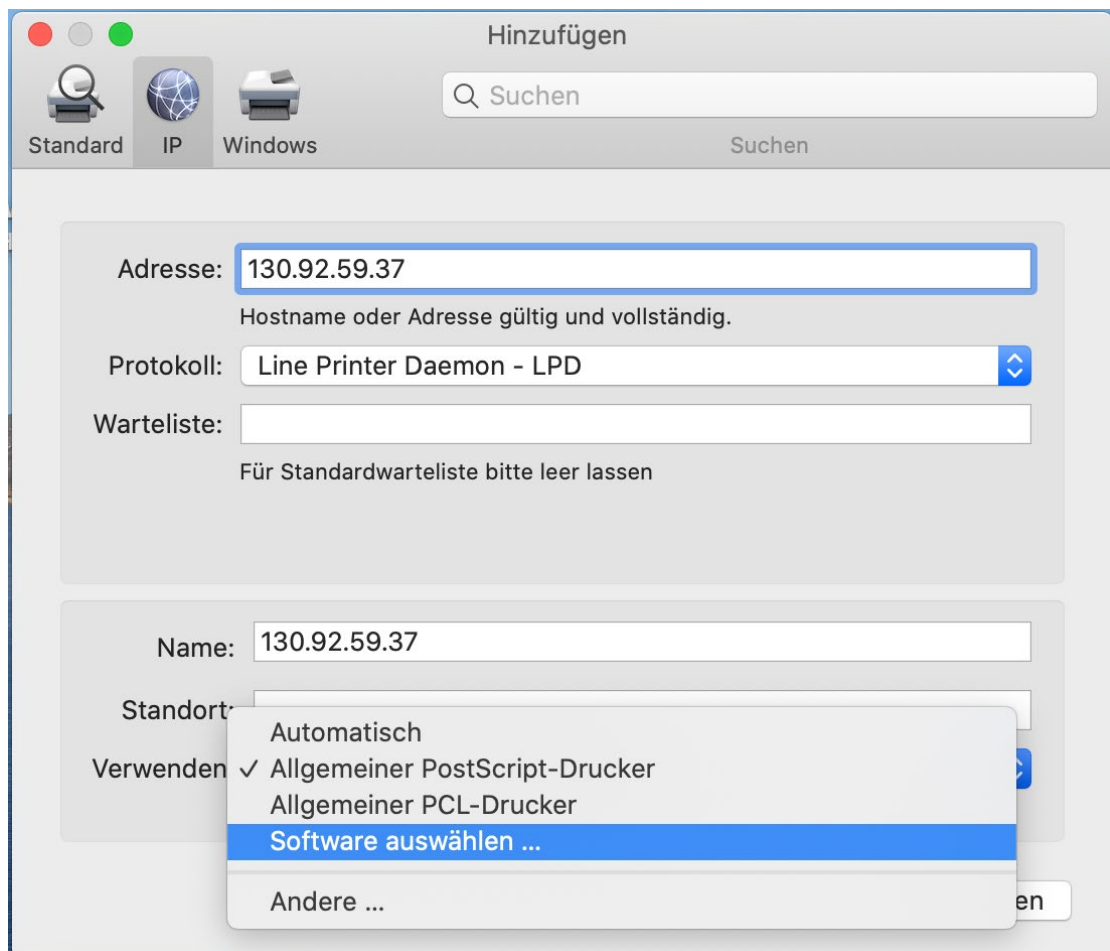 Hinzufügen
Suchen
Standard IP Windows Suchen
Adresse: 130.92.59.37
Hostname oder Adresse gültig und vollständig.
Protokoll: Line Printer Daemon - LPD
Warteliste:
Für Standardwarteliste bitte leer lassen
Name: 130.92.59.37
Standort:
Automatisch
Verwenden ✓ Allgemeiner PostScript-Drucker
Allgemeiner PCL-Drucker
Software auswählen ...
Andere ...
en